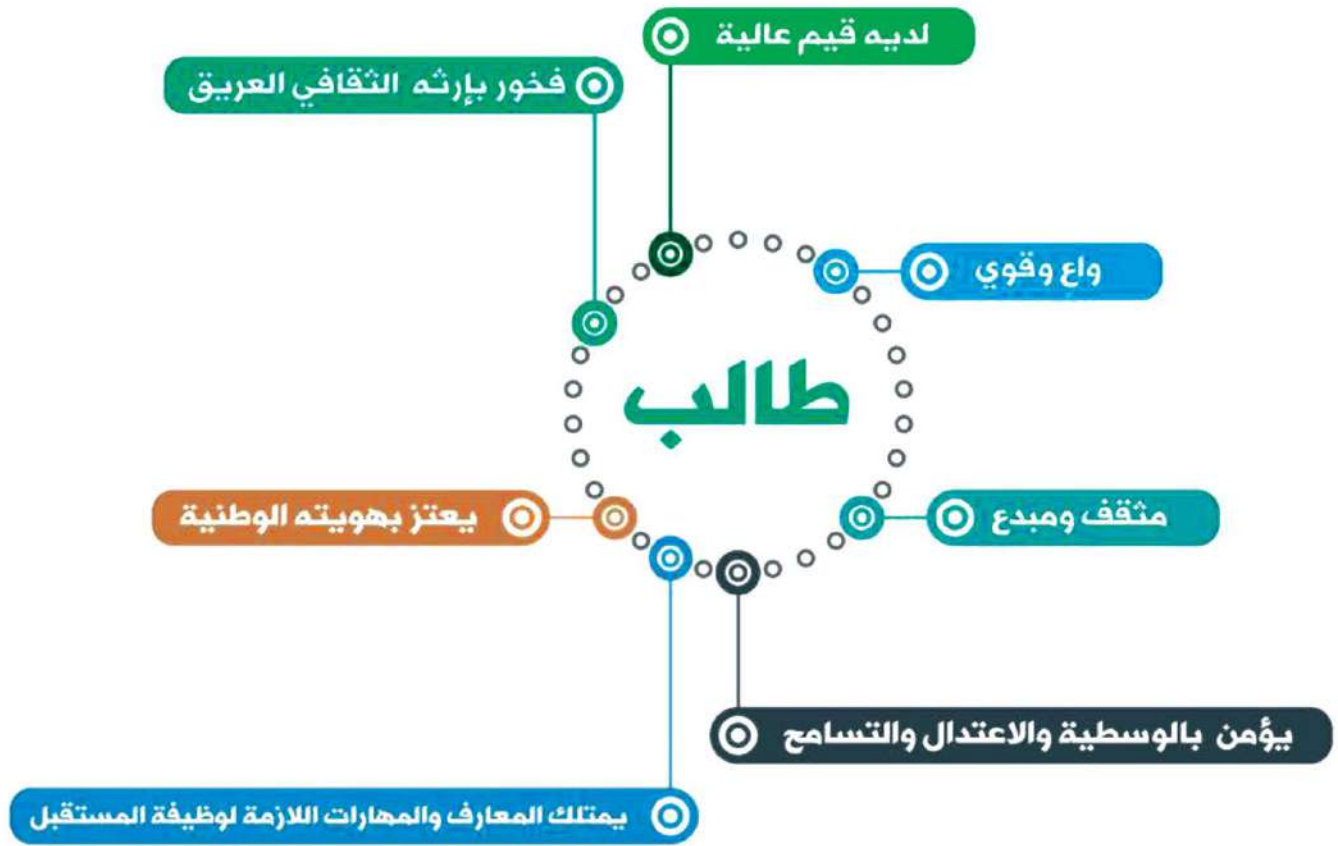 لديه قيم عالية
فخور بإرثه الثقافي العريق
واع وقوي
طالب
مثقف ومبدع
يعتز بهويته الوطنية
يؤمن بالوسطية والاعتدال والتسامح
يمتلك المعارف والمهارات اللازمة لوظيفة المستقبل